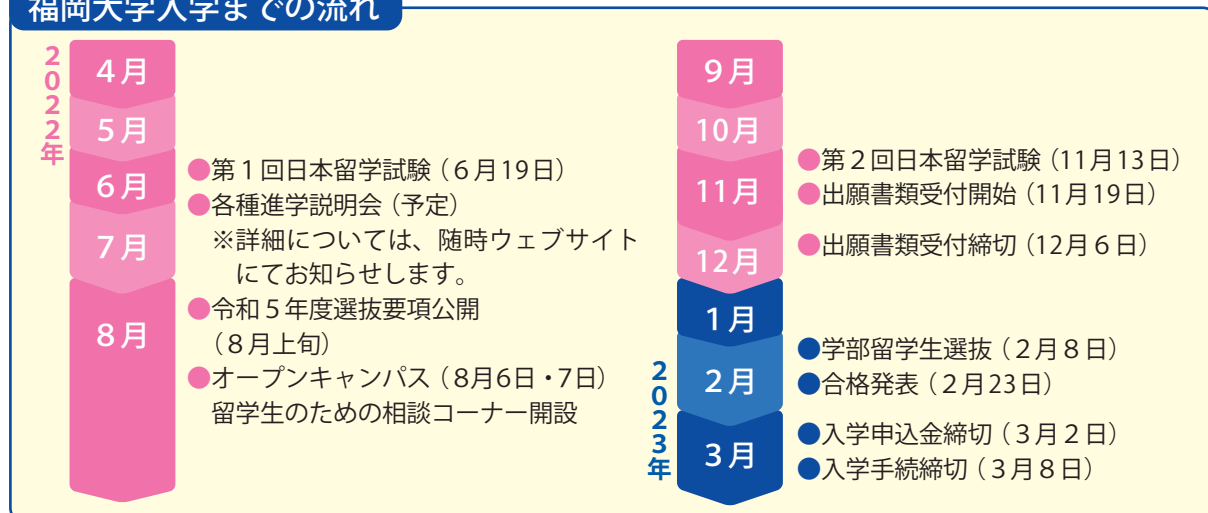 福岡大学入学までの流れ
2022年
4月
5月
6月
7月
8月
●第1回日本留学試験（6月19日）
●各種進学説明会（予定）
※詳細については、随時ウェブサイト
にてお知らせします。
●令和5年度選抜要項公開
（8月上旬）
●オープンキャンパス（8月6日・7日）
留学生のための相談コーナー開設
9月
10月
11月
12月
1月
2023年
2月
3月
●第2回日本留学試験（11月13日）
●出願書類受付開始（11月19日）
●出願書類受付締切（12月6日）
●学部留学生選抜（2月8日）
●合格発表（2月23日）
●入学申込金締切（3月2日）
●入学手続締切（3月8日）